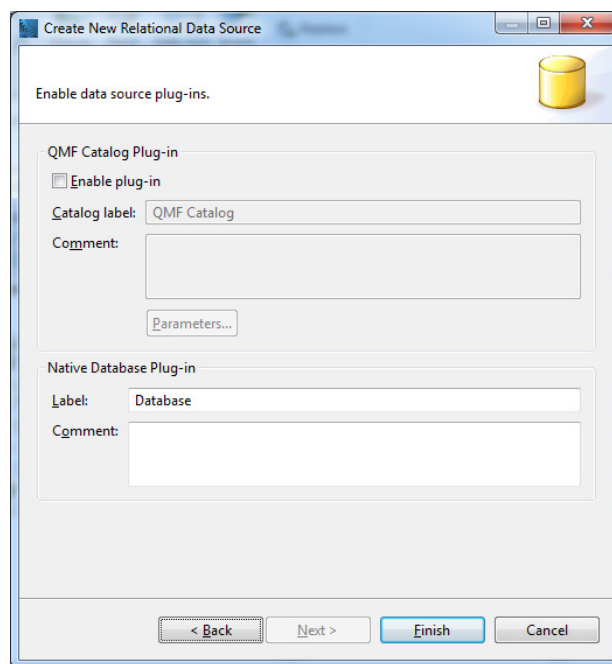 Create New Relational Data Source
Enable data source plug-ins.
QMF Catalog Plug-in
Enable plug-in
Catalog label: QMF Catalog
Comment:
Parameters...
Native Database Plug-in
Label: Database
Comment:
< Back Next > Finish Cancel